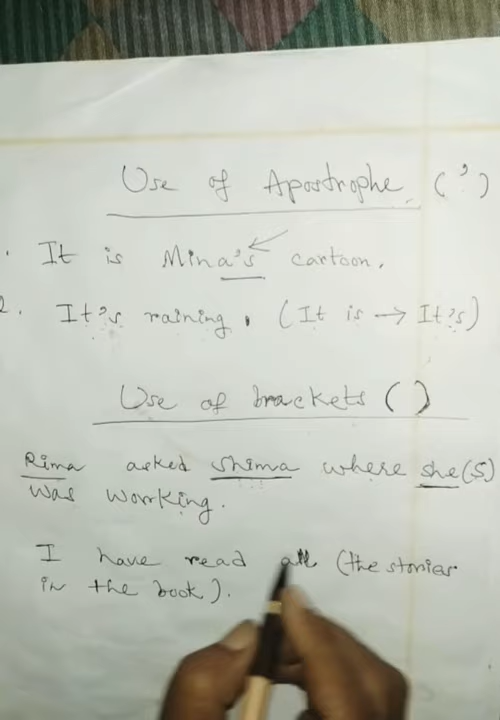 Use of Apostrophe (')
. It is Mina's cartoon.
2. It's raining. (It is → It's)
Use of brackets ()
Rima asked Shima where she (S)
was working.
I have read all (the stories
in the book).